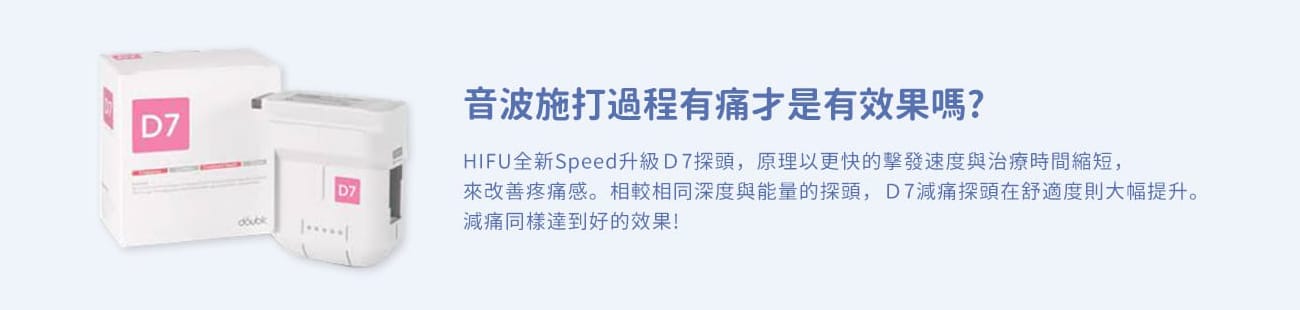 音波施打過程有痛才是有效果嗎?
HIFU全新Speed升級Ｄ7探頭，原理以更快的擊發速度與治療時間縮短，
來改善疼痛感。相較相同深度與能量的探頭，Ｄ7減痛探頭在舒適度則大幅提升。
減痛同樣達到好的效果!
D7
D7
D7